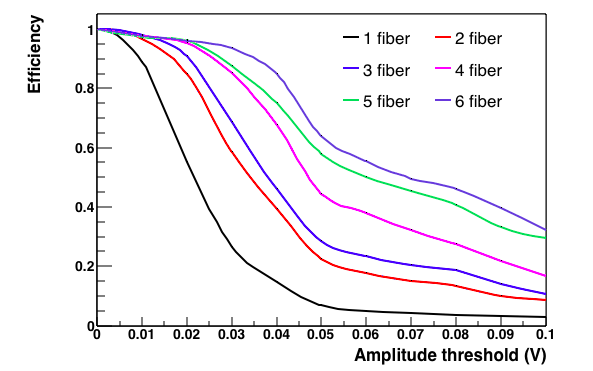 Efficiency
1
0.8
0.6
0.4
0.2
0
1 fiber 2 fiber
3 fiber 4 fiber
5 fiber 6 fiber
0 0.01 0.02 0.03 0.04 0.05 0.06 0.07 0.08 0.09 0.1
Amplitude threshold (V)